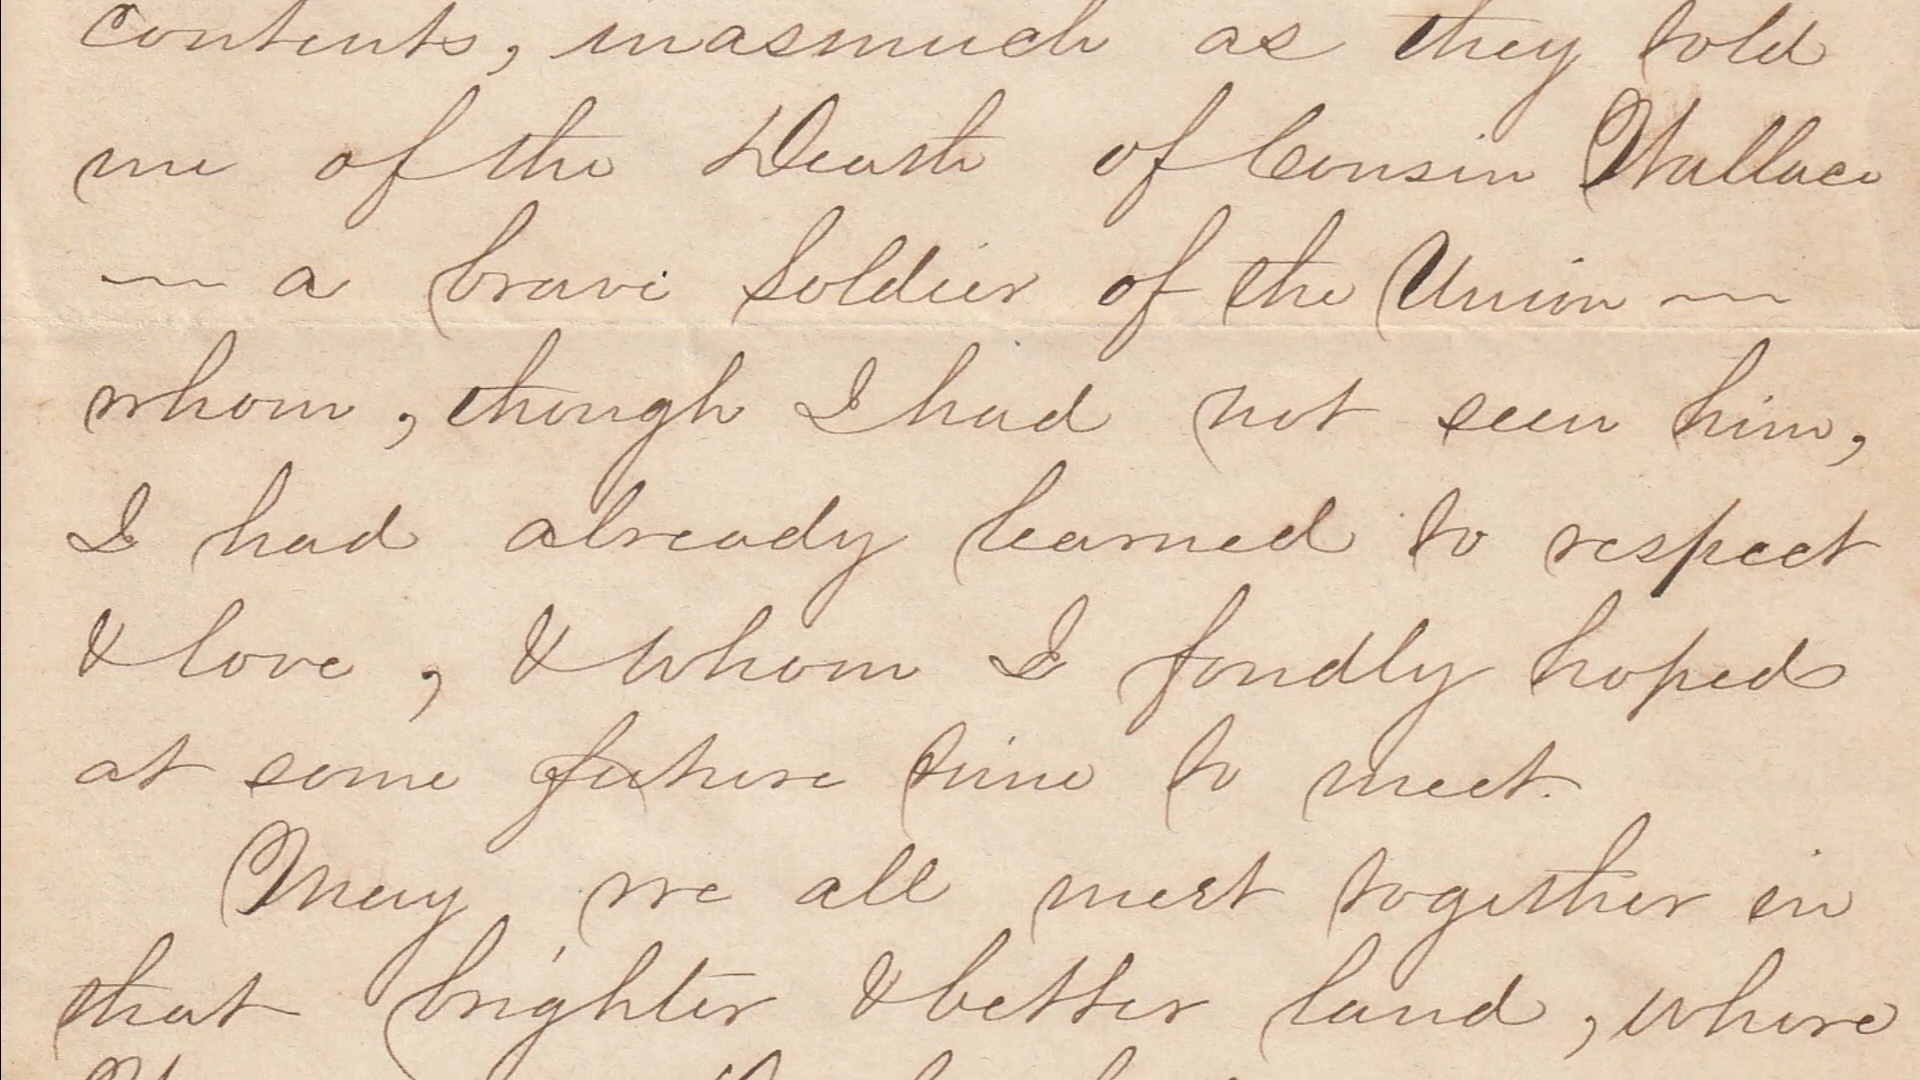 contents, inasmuch as they told
me of the Death of Cousin Wallace
— a brave Soldier of the Union —
whom, though I had not seen him,
I had already learned to respect
& love, & whom I fondly hoped
at some future time to meet.
May we all meet together in
that brighter & better land, where